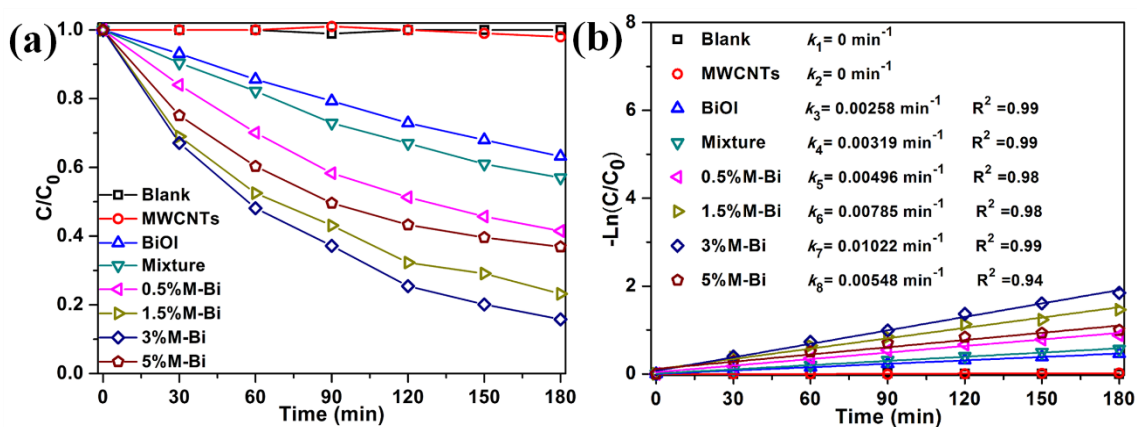 (a)
C/C₀
1.0
0.8
0.6
0.4
0.2
0.0
Blank
MWCNTs
BiOI
Mixture
0.5%M-Bi
1.5%M-Bi
3%M-Bi
5%M-Bi
0 30 60 90 120 150 180
Time (min)
(b)
-Ln(C/C₀)
8
6
4
2
0
Blank k₁= 0 min⁻¹
MWCNTs k₂= 0 min⁻¹
BiOI k₃= 0.00258 min⁻¹ R² =0.99
Mixture k₄= 0.00319 min⁻¹ R² =0.99
0.5%M-Bi k₅= 0.00496 min⁻¹ R² =0.98
1.5%M-Bi k₆= 0.00785 min⁻¹ R² =0.98
3%M-Bi k₇= 0.01022 min⁻¹ R² =0.99
5%M-Bi k₈= 0.00548 min⁻¹ R² =0.94
0 30 60 90 120 150 180
Time (min)